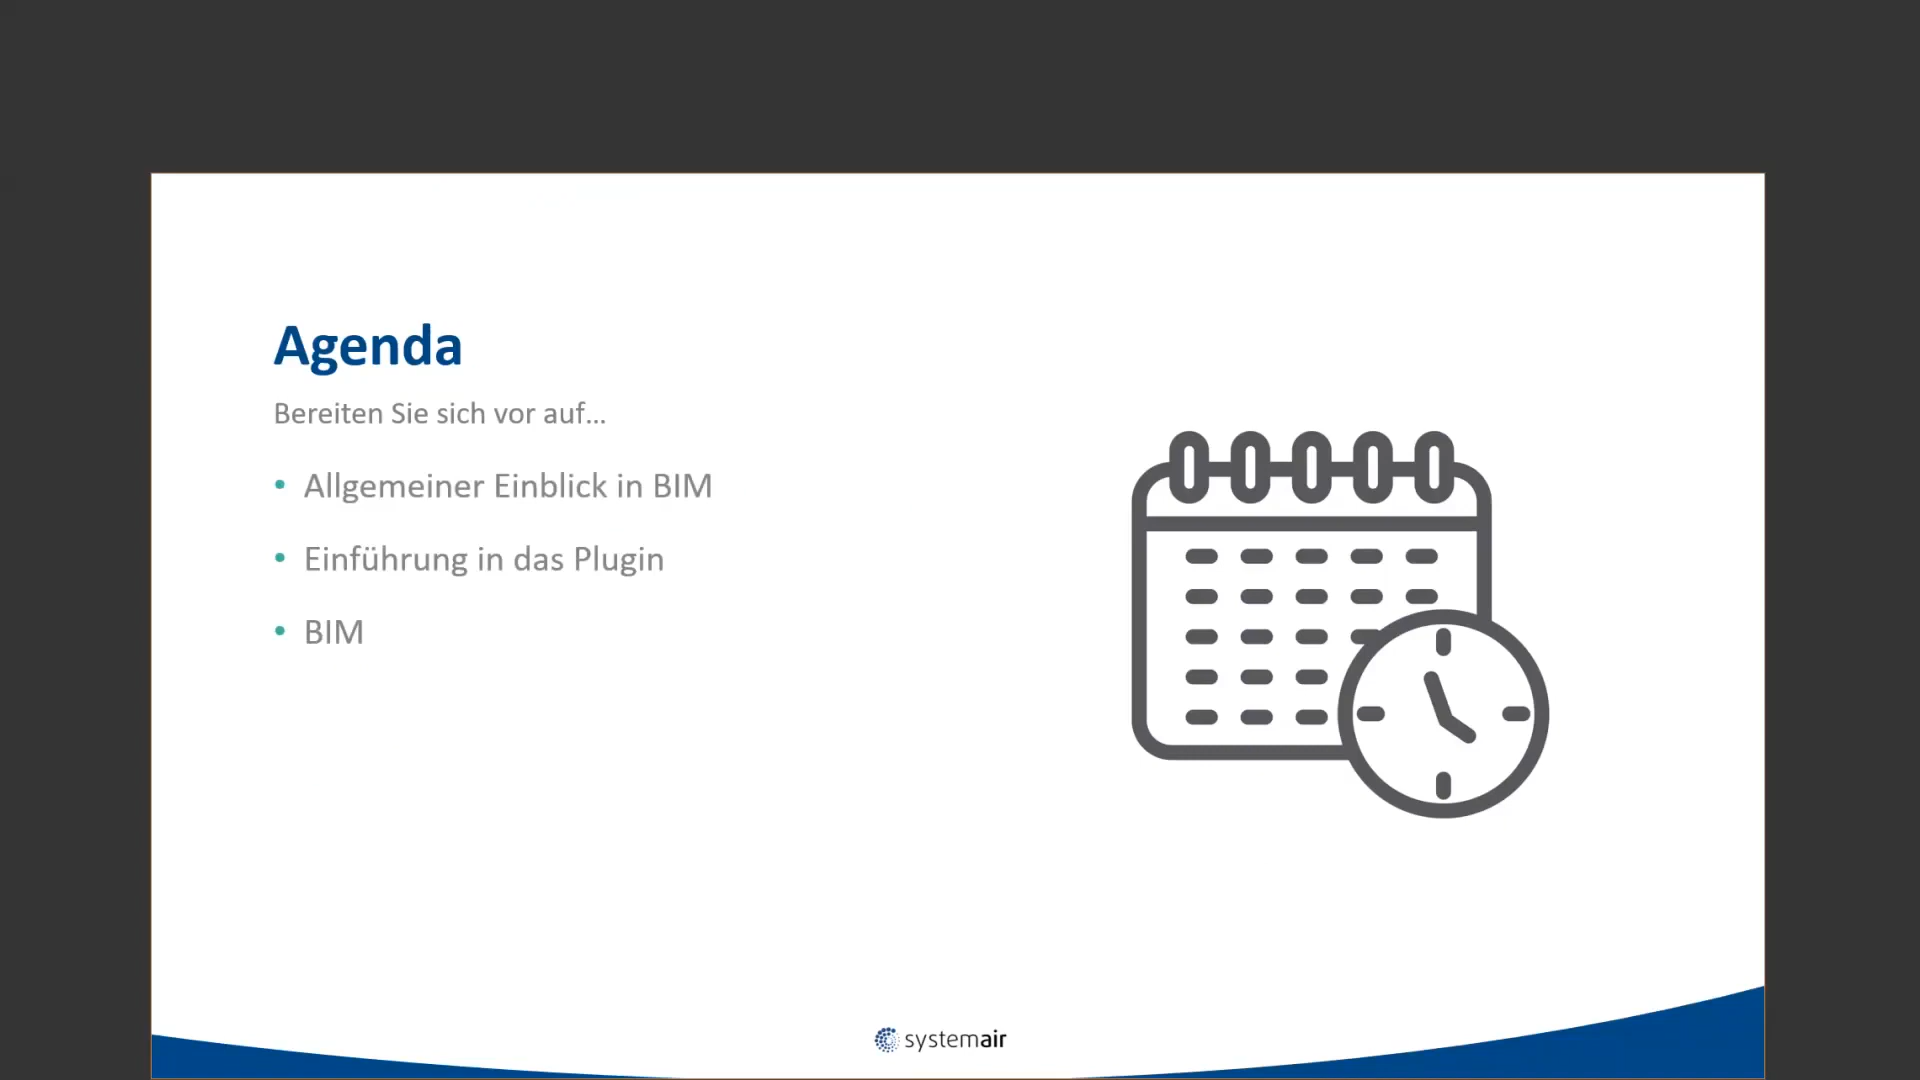 Agenda
Bereiten Sie sich vor auf...
• Allgemeiner Einblick in BIM
• Einführung in das Plugin
• BIM
systemair